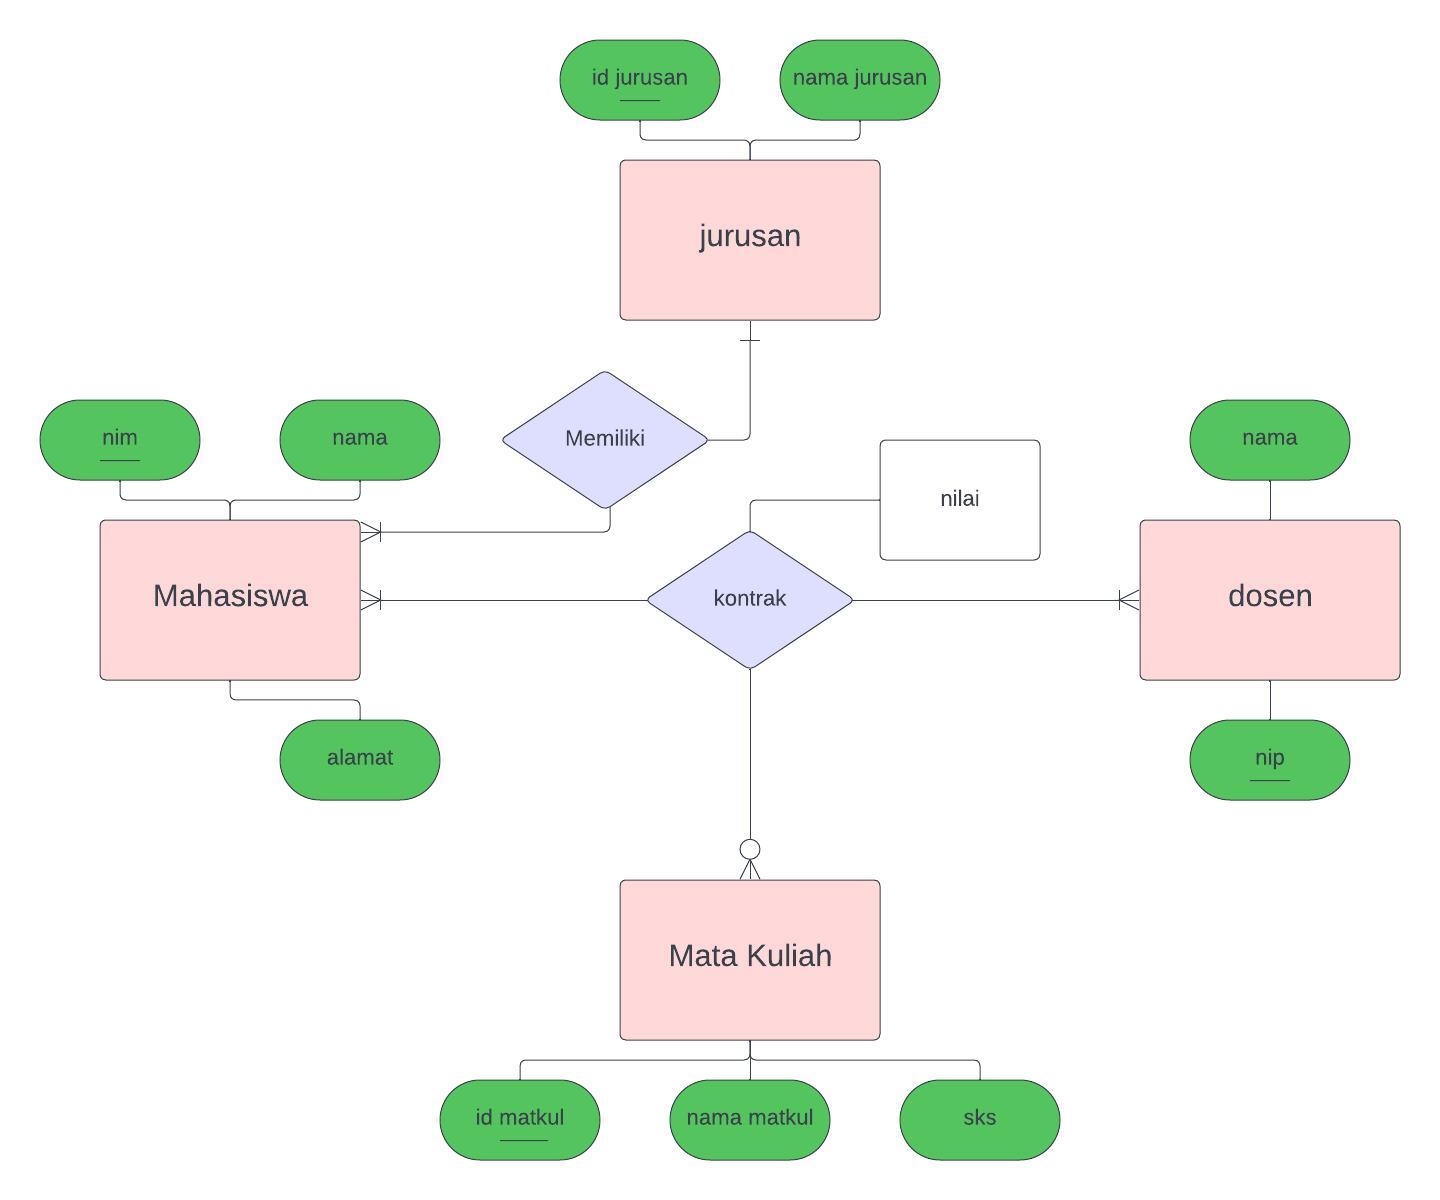 id jurusan
nama jurusan
jurusan
Memiliki
nim
nama
nilai
nama
Mahasiswa
kontrak
dosen
alamat
nip
Mata Kuliah
id matkul
nama matkul
sks